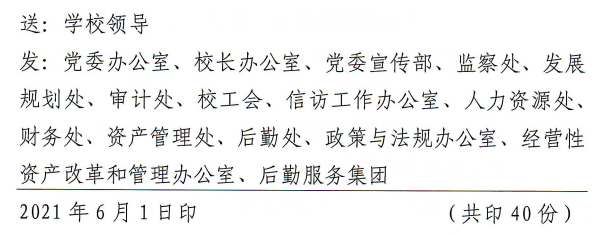 送：学校领导
发：党委办公室、校长办公室、党委宣传部、监察处、发展
规划处、审计处、校工会、信访工作办公室、人力资源处、
财务处、资产管理处、后勤处、政策与法规办公室、经营性
资产改革和管理办公室、后勤服务集团
2021 年 6 月 1 日印 （共印 40 份）